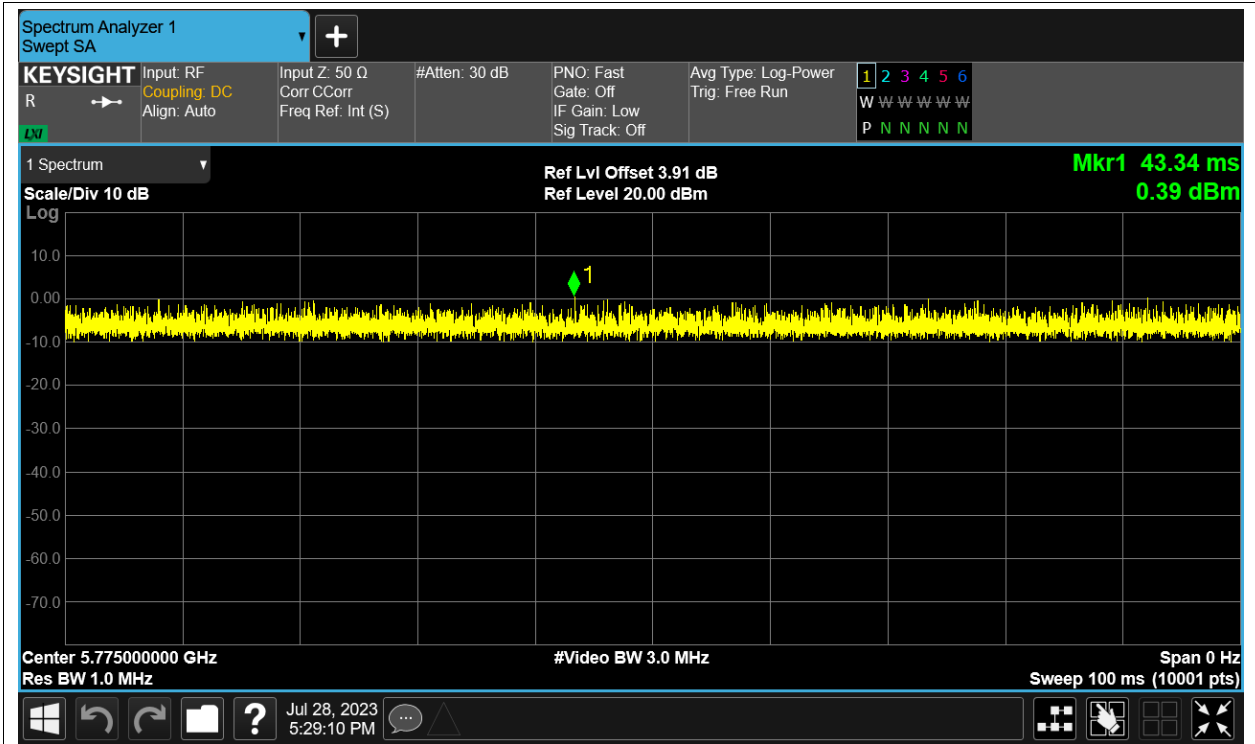 Spectrum Analyzer 1
Swept SA
+
KEYSIGHT
R
LXI
Input: RF
Coupling: DC
Align: Auto
Input Z: 50 Ω
Corr CCorr
Freq Ref: Int (S)
#Atten: 30 dB
PNO: Fast
Gate: Off
IF Gain: Low
Sig Track: Off
Avg Type: Log-Power
Trig: Free Run
1 2 3 4 5 6
W W W W W W
P N N N N N
1 Spectrum
Scale/Div 10 dB
Log
Ref Lvl Offset 3.91 dB
Ref Level 20.00 dBm
Mkr1 43.34 ms
0.39 dBm
10.0
1
0.00
-10.0
-20.0
-30.0
-40.0
-50.0
-60.0
-70.0
Center 5.775000000 GHz
Res BW 1.0 MHz
#Video BW 3.0 MHz
Span 0 Hz
Sweep 100 ms (10001 pts)
?
Jul 28, 2023
5:29:10 PM